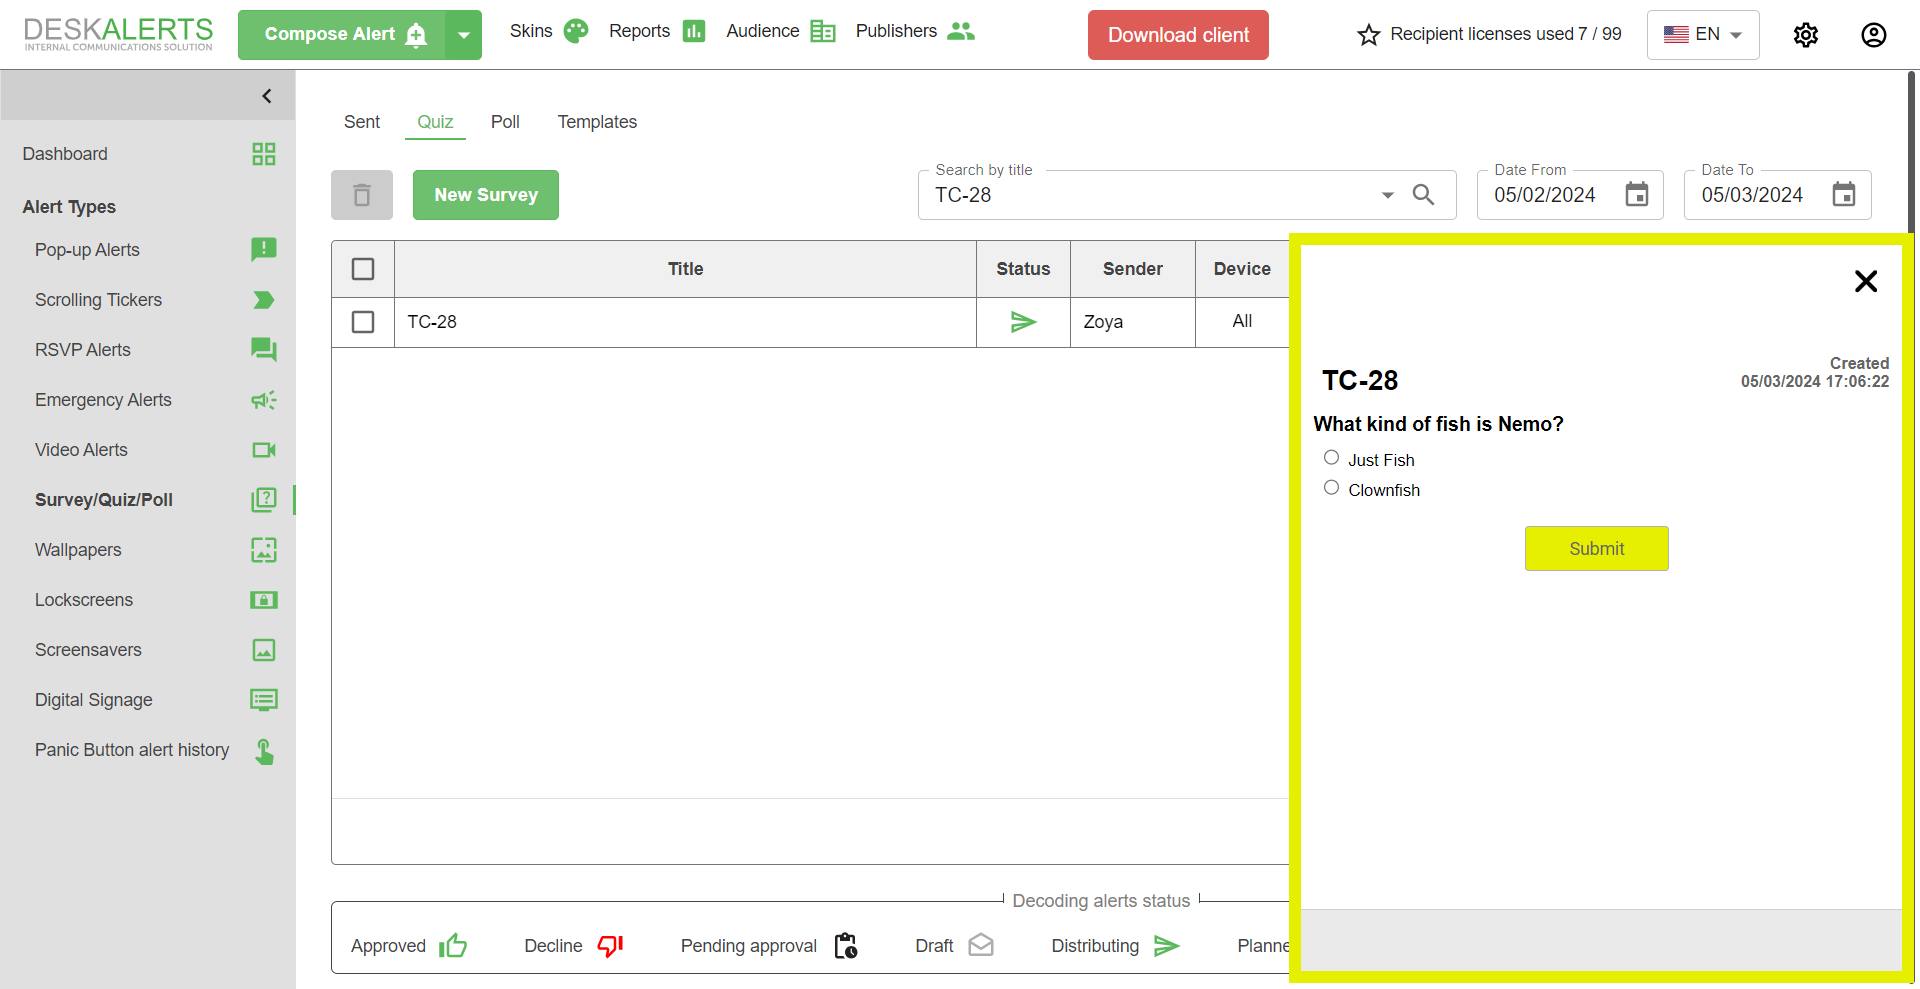 DESKALERTS
INTERNAL COMMUNICATIONS SOLUTION
Compose Alert
Skins
Reports
Audience
Publishers
Download client
Recipient licenses used 7 / 99
EN
Dashboard
Alert Types
Pop-up Alerts
Scrolling Tickers
RSVP Alerts
Emergency Alerts
Video Alerts
Survey/Quiz/Poll
Wallpapers
Lockscreens
Screensavers
Digital Signage
Panic Button alert history
Sent
Quiz
Poll
Templates
New Survey
Search by title
TC-28
Date From
05/02/2024
Date To
05/03/2024
Title
Status
Sender
Device
TC-28
Zoya
All
Created
05/03/2024 17:06:22
TC-28
What kind of fish is Nemo?
Just Fish
Clownfish
Submit
Decoding alerts status
Approved
Decline
Pending approval
Draft
Distributing
Planne